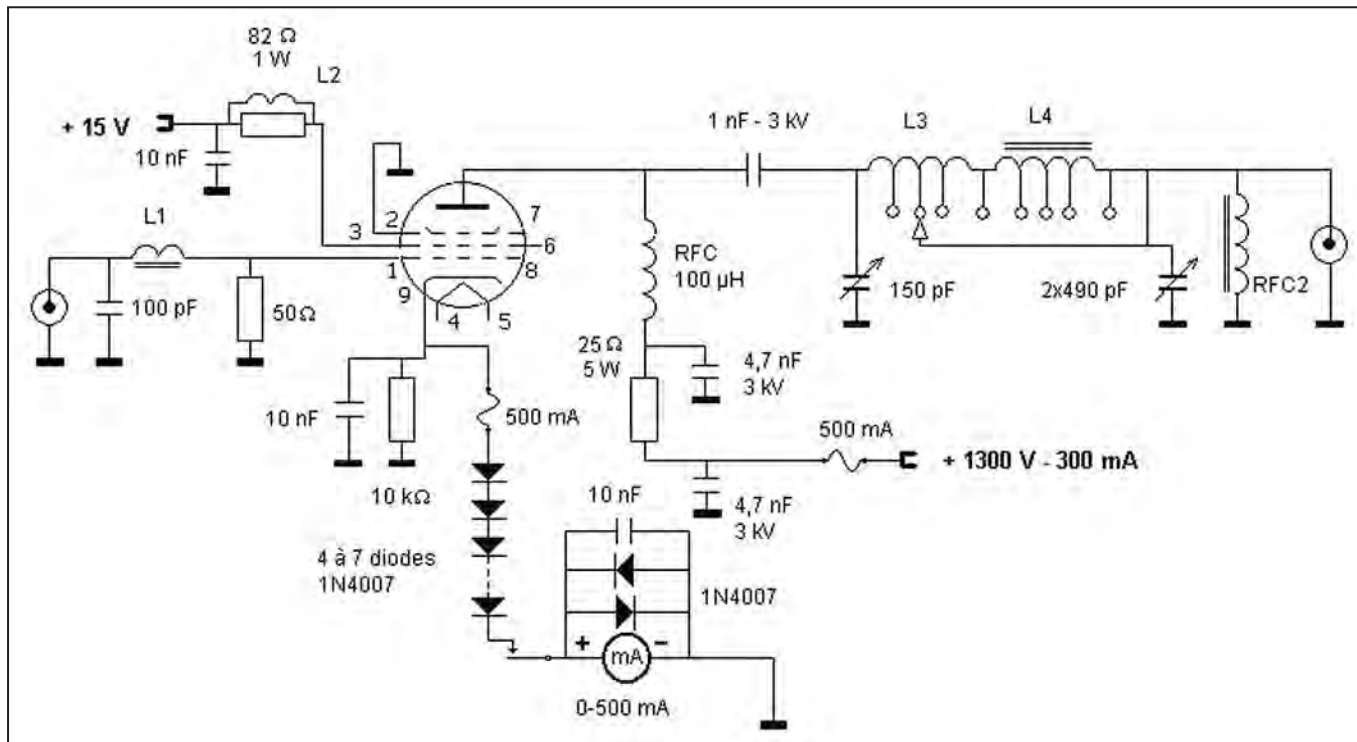 82 Ω
1 W
L2
+ 15 V
10 nF
L1
100 pF
50Ω
3
2
1
9
4
5
7
6
8
1 nF - 3 kV
L3
L4
RFC
100 µH
150 pF
2x490 pF
RFC2
25 Ω
5 W
4,7 nF
3 kV
10 nF
10 kΩ
500 mA
500 mA
+ 1300 V - 300 mA
4,7 nF
3 kV
10 nF
4 à 7 diodes
1N4007
1N4007
+
−
mA
0-500 mA